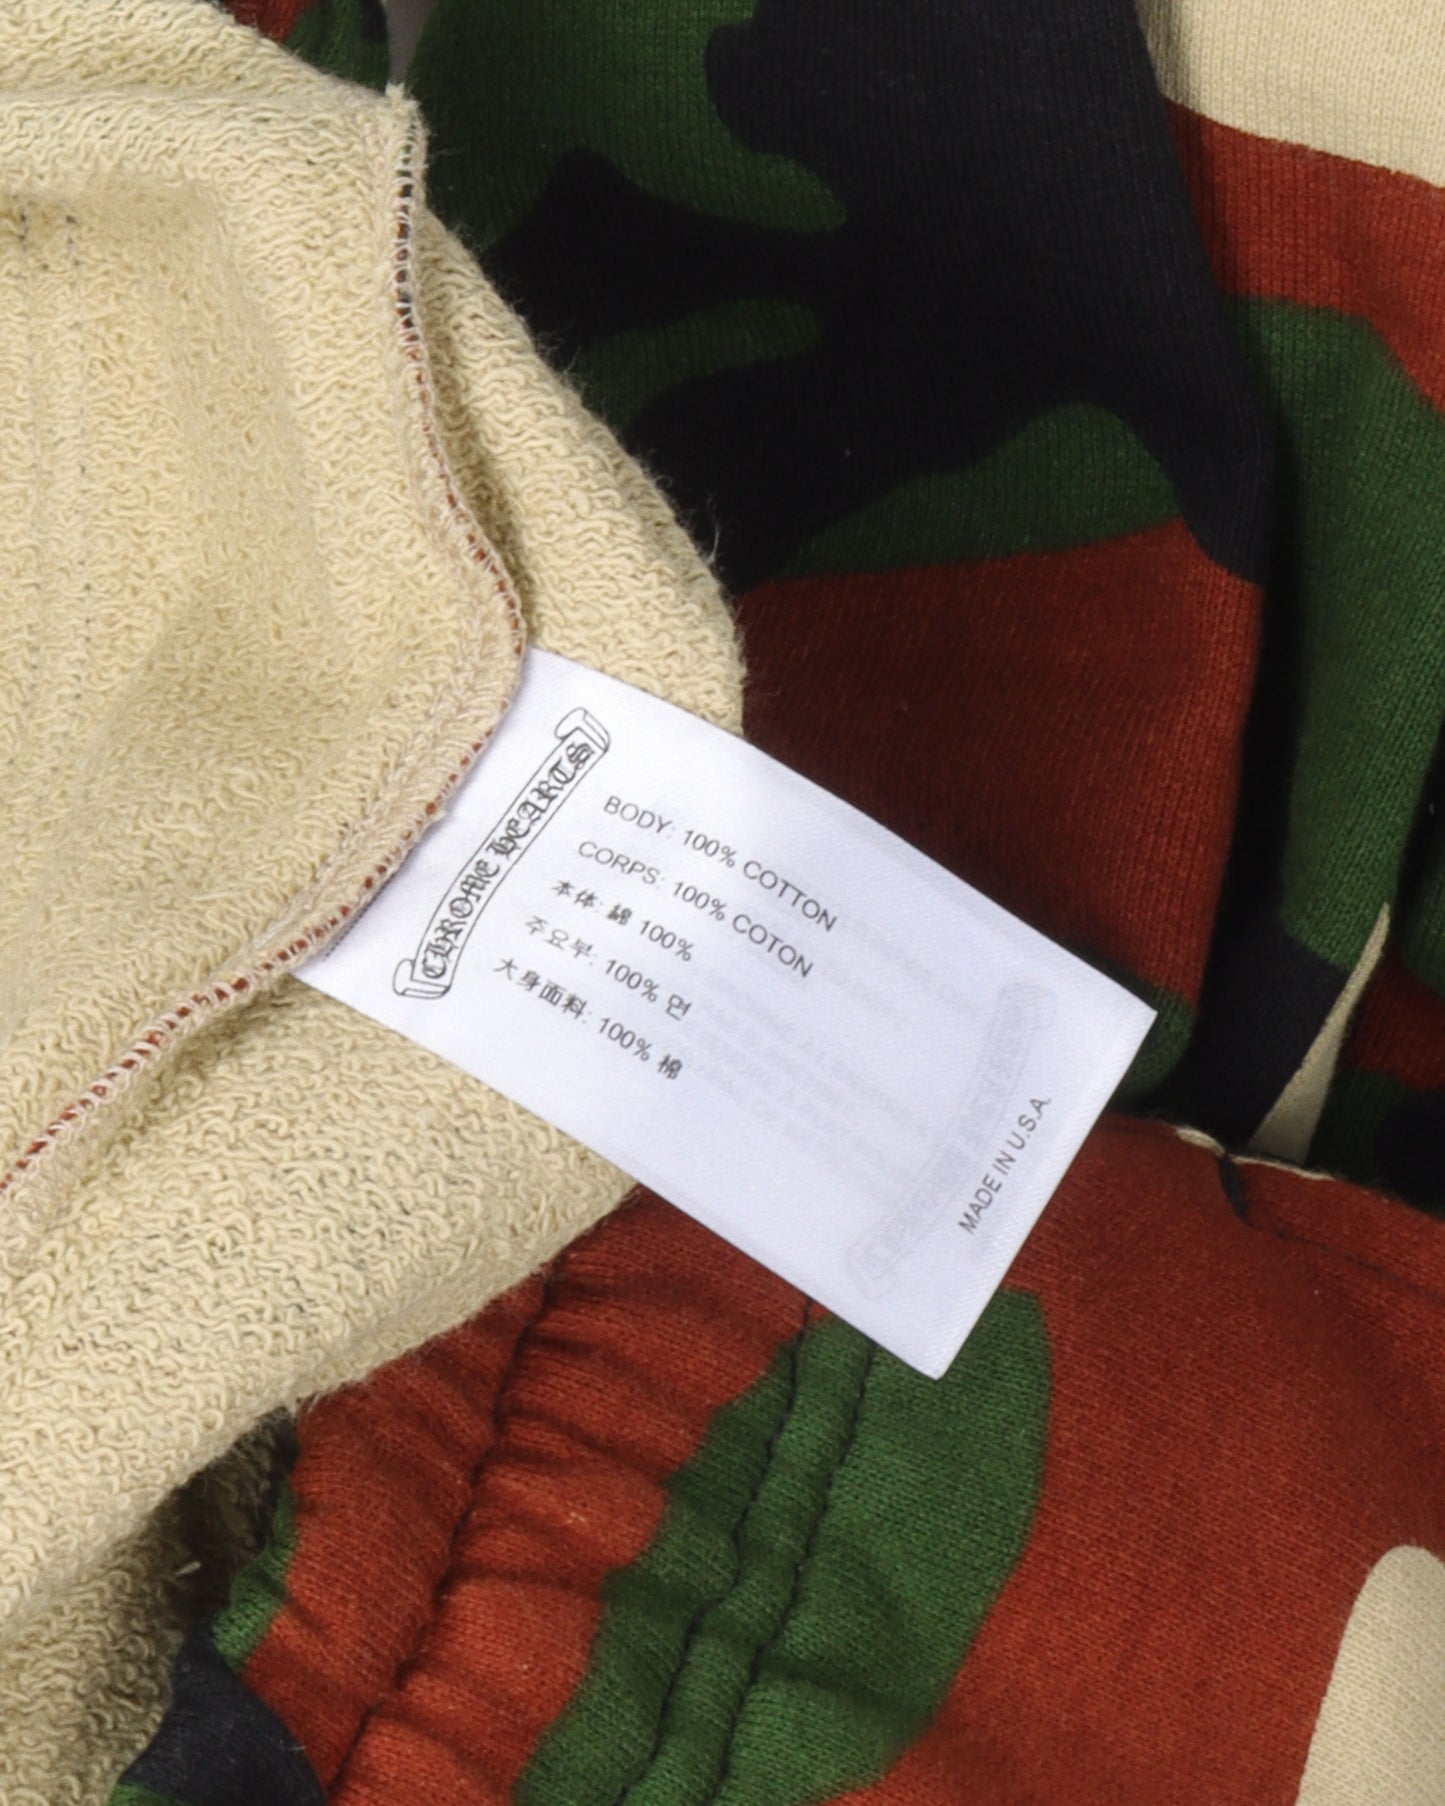 CHROME HEARTS
BODY: 100% COTTON
CORPS: 100% COTON
本体: 綿 100%
주요부: 100% 면
大身面料: 100% 棉
MADE IN U.S.A.